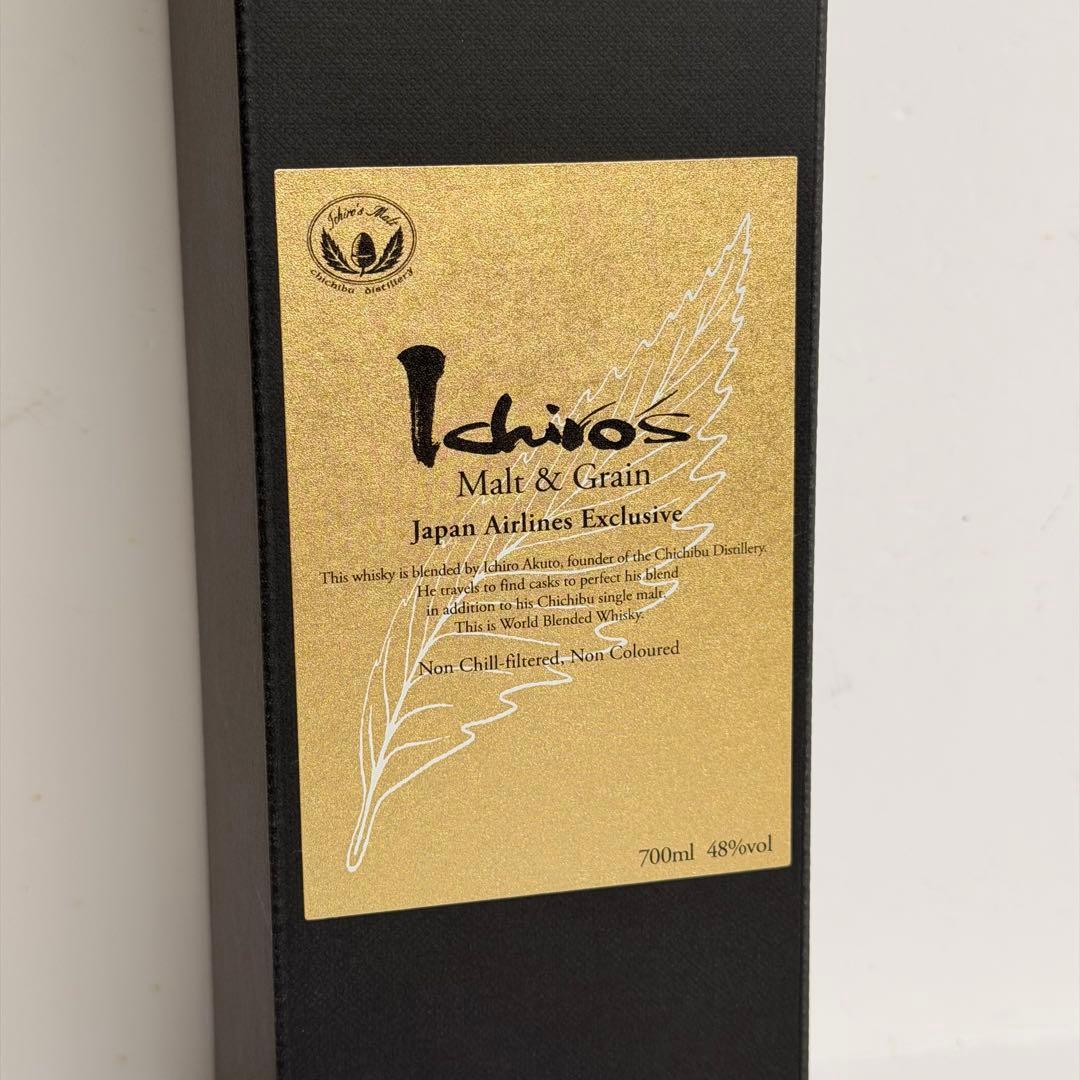 Ichiro's Malt
chichibu distillery
Ichiro's
Malt & Grain
Japan Airlines Exclusive
This whisky is blended by Ichiro Akuto, founder of the Chichibu Distillery.
He travels to find casks to perfect his blend
in addition to his Chichibu single malt.
This is World Blended Whisky.
Non Chill-filtered, Non Coloured
700ml 48%vol